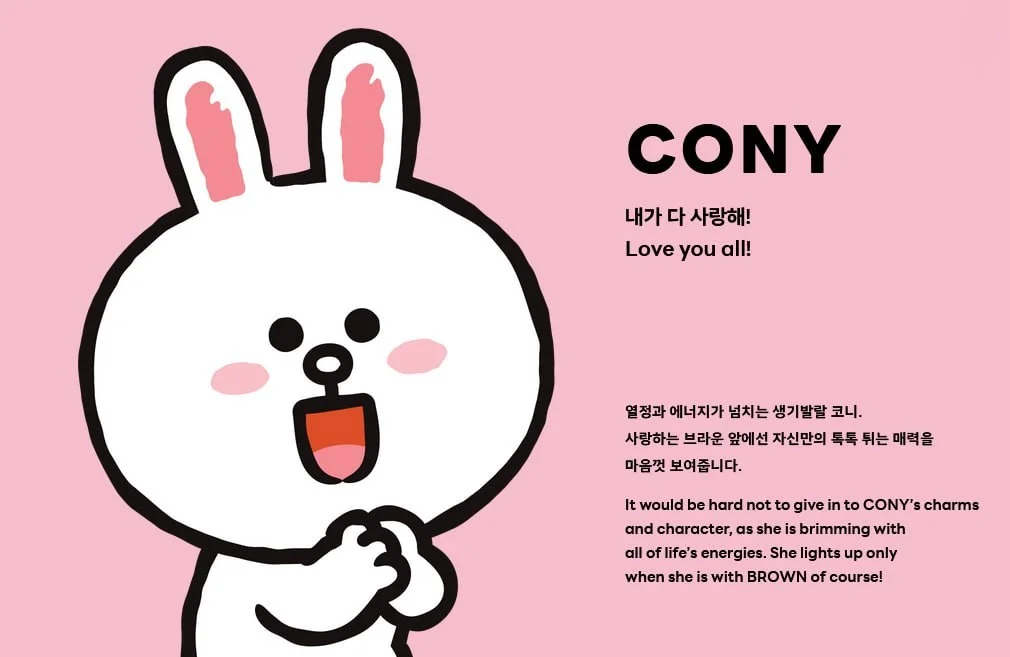 CONY
내가 다 사랑해!
Love you all!
열정과 에너지가 넘치는 생기발랄 코니.
사랑하는 브라운 앞에선 자신만의 톡톡 튀는 매력을
마음껏 보여줍니다.
It would be hard not to give in to CONY’s charms
and character, as she is brimming with
all of life’s energies. She lights up only
when she is with BROWN of course!